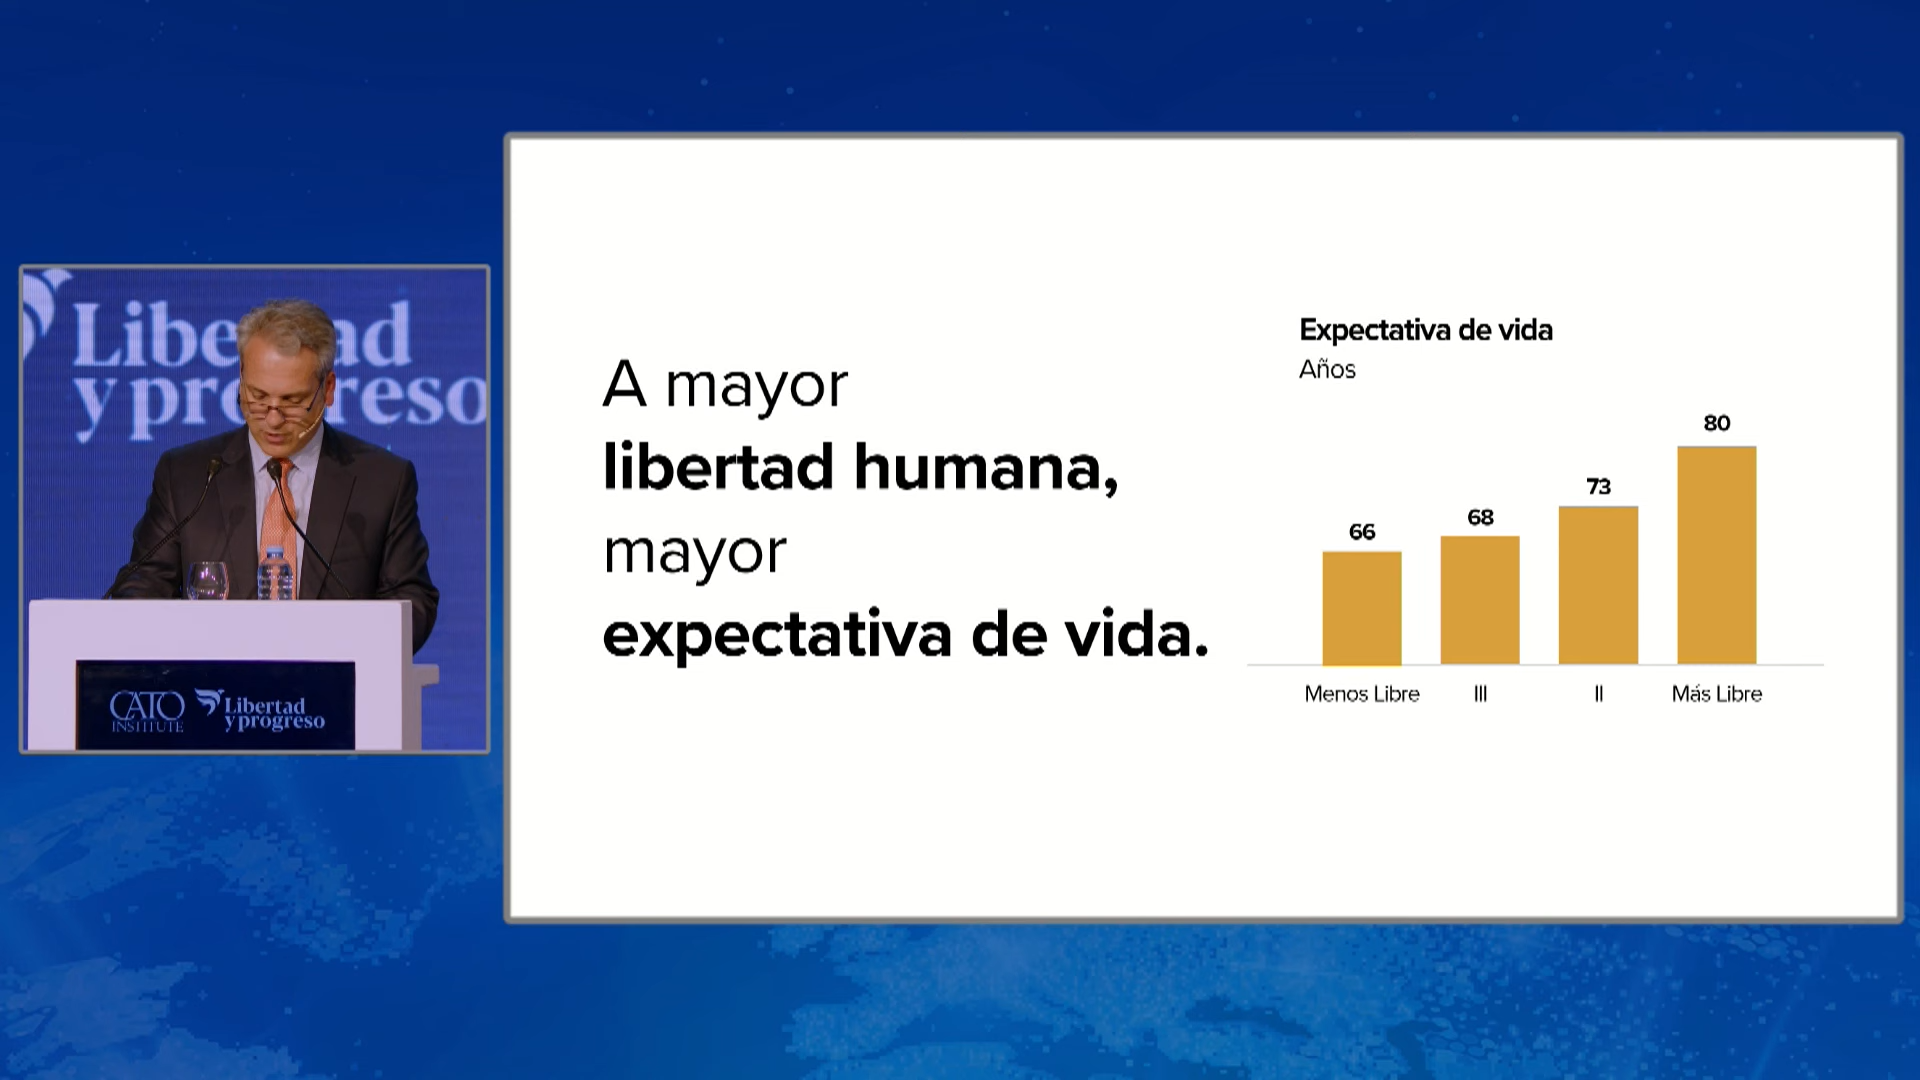 Libertad
y progreso
CATO
INSTITUTE
Libertad
y progreso
A mayor
libertad humana,
mayor
expectativa de vida.
Expectativa de vida
Años
66
68
73
80
Menos Libre
III
II
Más Libre